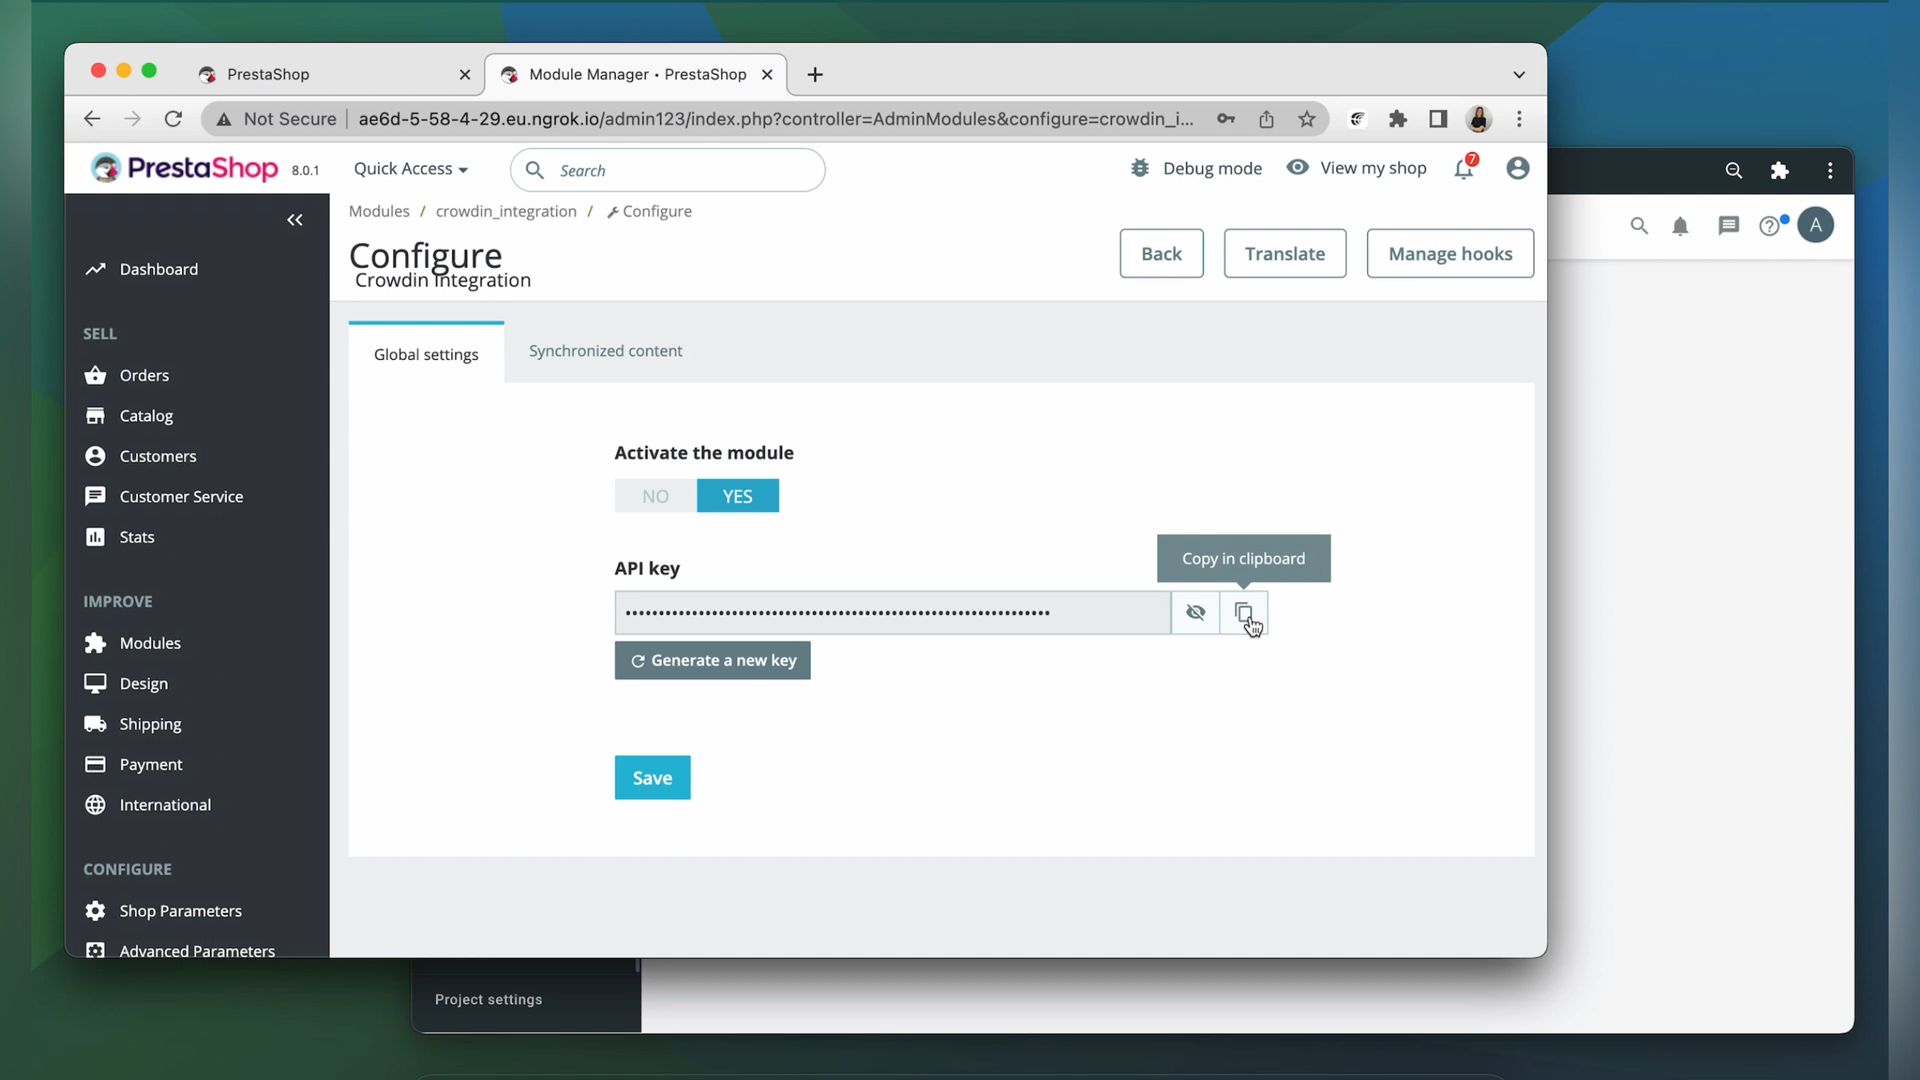 PrestaShop
Module Manager • PrestaShop
Not Secure
ae6d-5-58-4-29.eu.ngrok.io/admin123/index.php?controller=AdminModules&configure=crowdin_i...
PrestaShop 8.0.1
Quick Access
Search
Debug mode
View my shop
7
Modules / crowdin_integration / Configure
Configure
Crowdin Integration
Back
Translate
Manage hooks
A
Dashboard
SELL
Orders
Catalog
Customers
Customer Service
Stats
IMPROVE
Modules
Design
Shipping
Payment
International
CONFIGURE
Shop Parameters
Advanced Parameters
Global settings
Synchronized content
Activate the module
NO
YES
Copy in clipboard
API key
Generate a new key
Save
Project settings